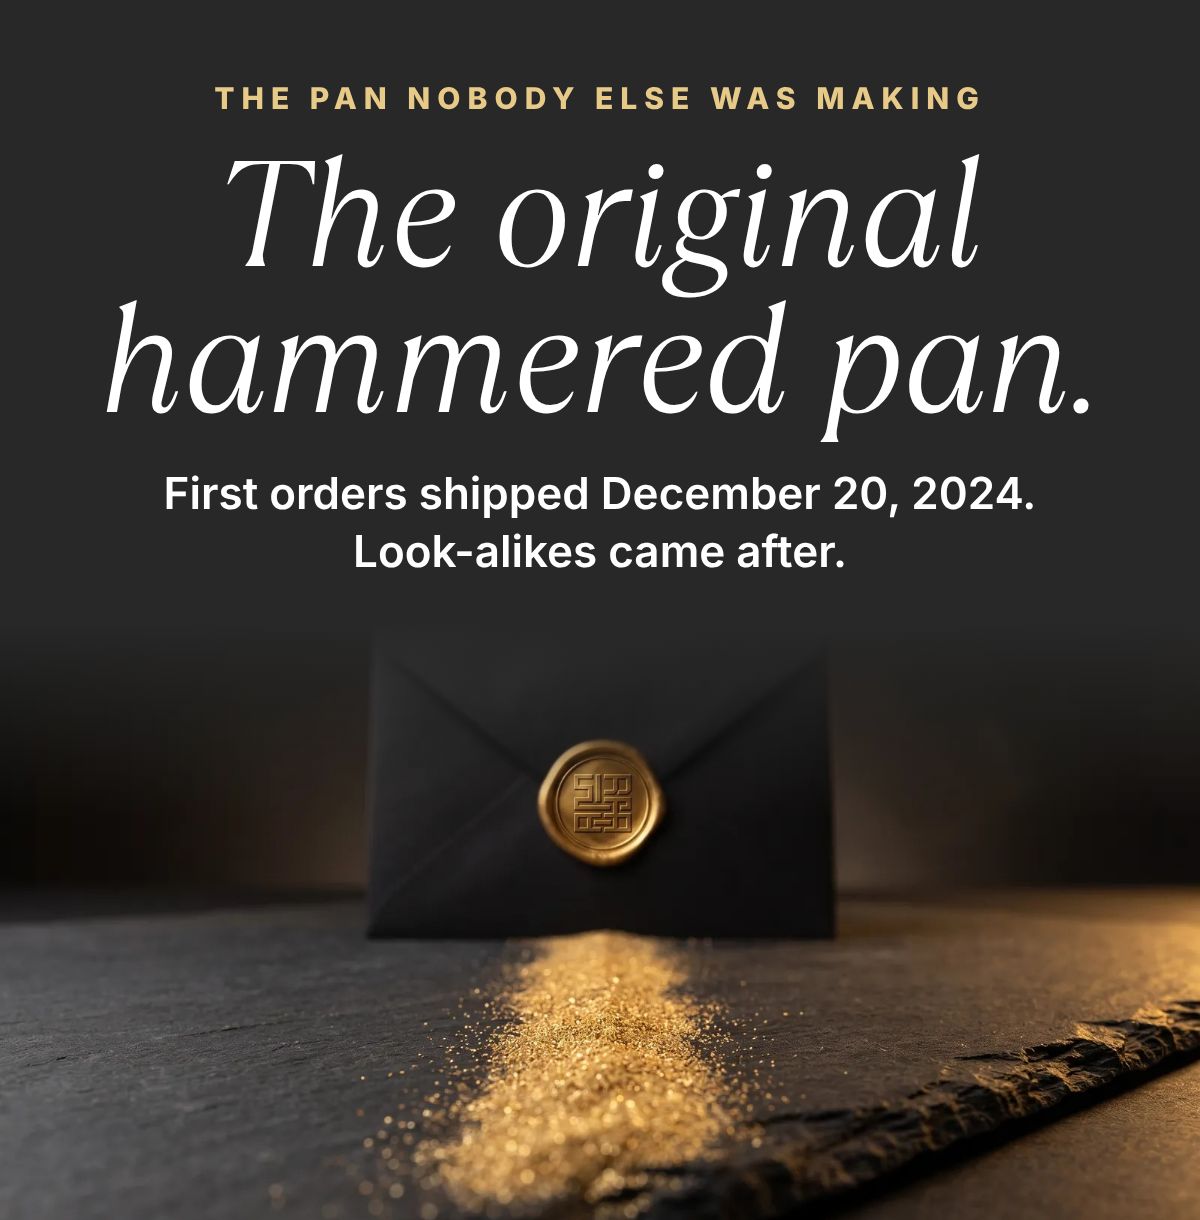 THE PAN NOBODY ELSE WAS MAKING
The original
hammered pan.
First orders shipped December 20, 2024.
Look-alikes came after.